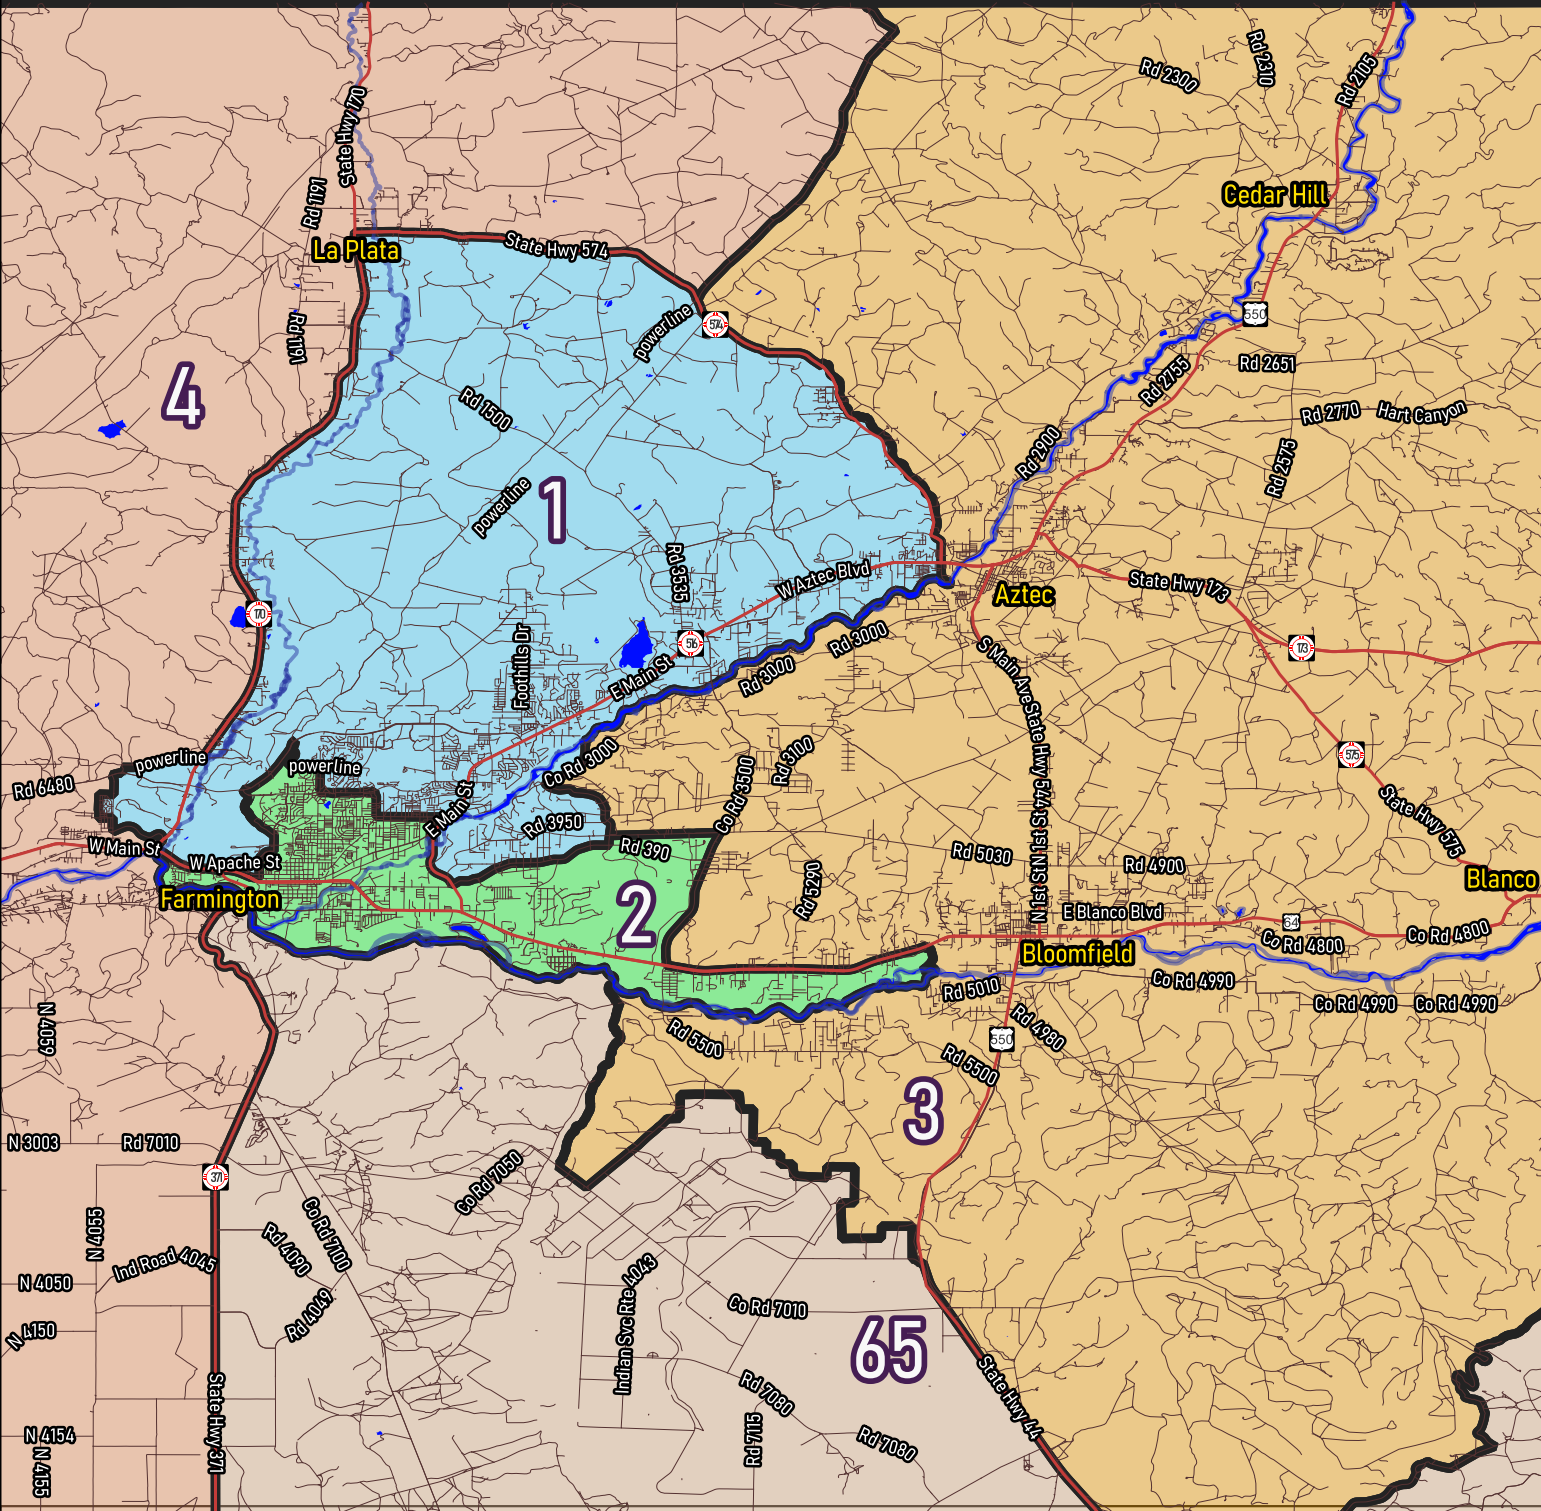 Rd 2310
Rd 2300
Rd 2105
State Hwy 170
Rd 1191
Cedar Hill
La Plata
State Hwy 574
574
550
powerline
Rd 1191
Rd 2651
Rd 2755
4
Rd 1500
Rd 2770
Hart Canyon
Rd 2900
Rd 2575
powerline
1
Rd 3535
W Aztec Blvd
Aztec
State Hwy 173
170
516
Rd 3000
173
Foothills Dr
E Main St
Rd 3000
S Main Ave
State Hwy 574
575
powerline
powerline
Co Rd 3000
Rd 3100
Co Rd 3500
Rd 6480
E Main St
Rd 3950
State Hwy 575
W Main St
W Apache St
Rd 390
Rd 5030
Rd 4900
Blanco
Farmington
2
Rd 5290
N 1st St
N 1st St
E Blanco Blvd
64
Co Rd 4800
Co Rd 4800
Bloomfield
Co Rd 4990
Rd 5010
Co Rd 4990
Co Rd 4990
N 4059
Rd 5500
Rd 4980
550
Rd 5500
3
N 3003
Rd 7010
371
Co Rd 7050
N 4055
Co Rd 7100
Rd 4090
Ind Road 4045
N 4050
Rd 4049
Indian Svc Rte 4043
Co Rd 7010
N 4150
65
State Hwy 371
Rd 7080
State Hwy 44
Rd 7115
Rd 7080
N 4154
N 4155